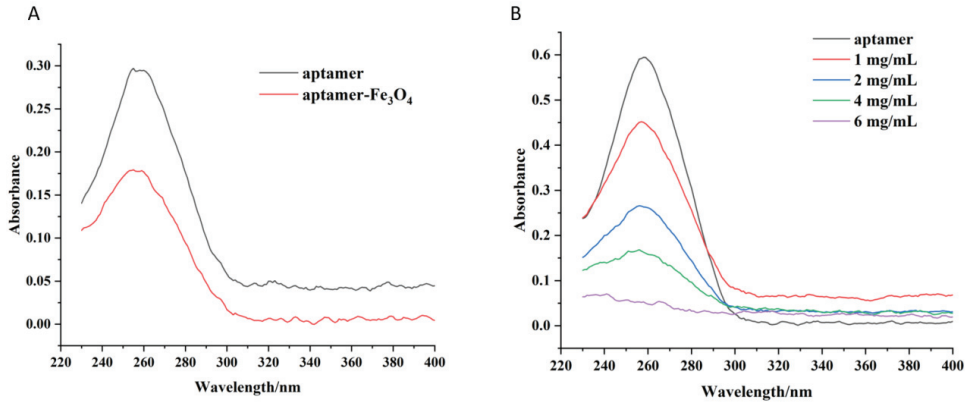 A
B
aptamer
aptamer-Fe₃O₄
0.30
0.25
0.20
0.15
0.10
0.05
0.00
Absorbance
220 240 260 280 300 320 340 360 380 400
Wavelength/nm
aptamer
1 mg/mL
2 mg/mL
4 mg/mL
6 mg/mL
0.6
0.5
0.4
0.3
0.2
0.1
0.0
Absorbance
220 240 260 280 300 320 340 360 380 400
Wavelength/nm